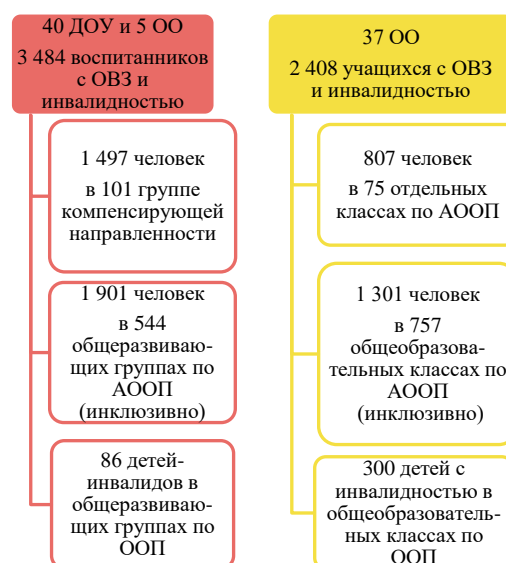 40 ДОУ и 5 ОО
3 484 воспитанников
с ОВЗ и
инвалидностью
1 497 человек
в 101 группе
компенсирующей
направленности
1 901 человек
в 544
общеразвиваю-
щих группах по
АООП
(инклюзивно)
86 детей-
инвалидов в
общеразвиваю-
щих группах по
ООП
37 ОО
2 408 учащихся с ОВЗ
и инвалидностью
807 человек
в 75 отдельных
классах по АООП
1 301 человек
в 757
общеобразова-
тельных классах по
АООП
(инклюзивно)
300 детей с
инвалидностью в
общеобразователь-
ных классах по
ООП